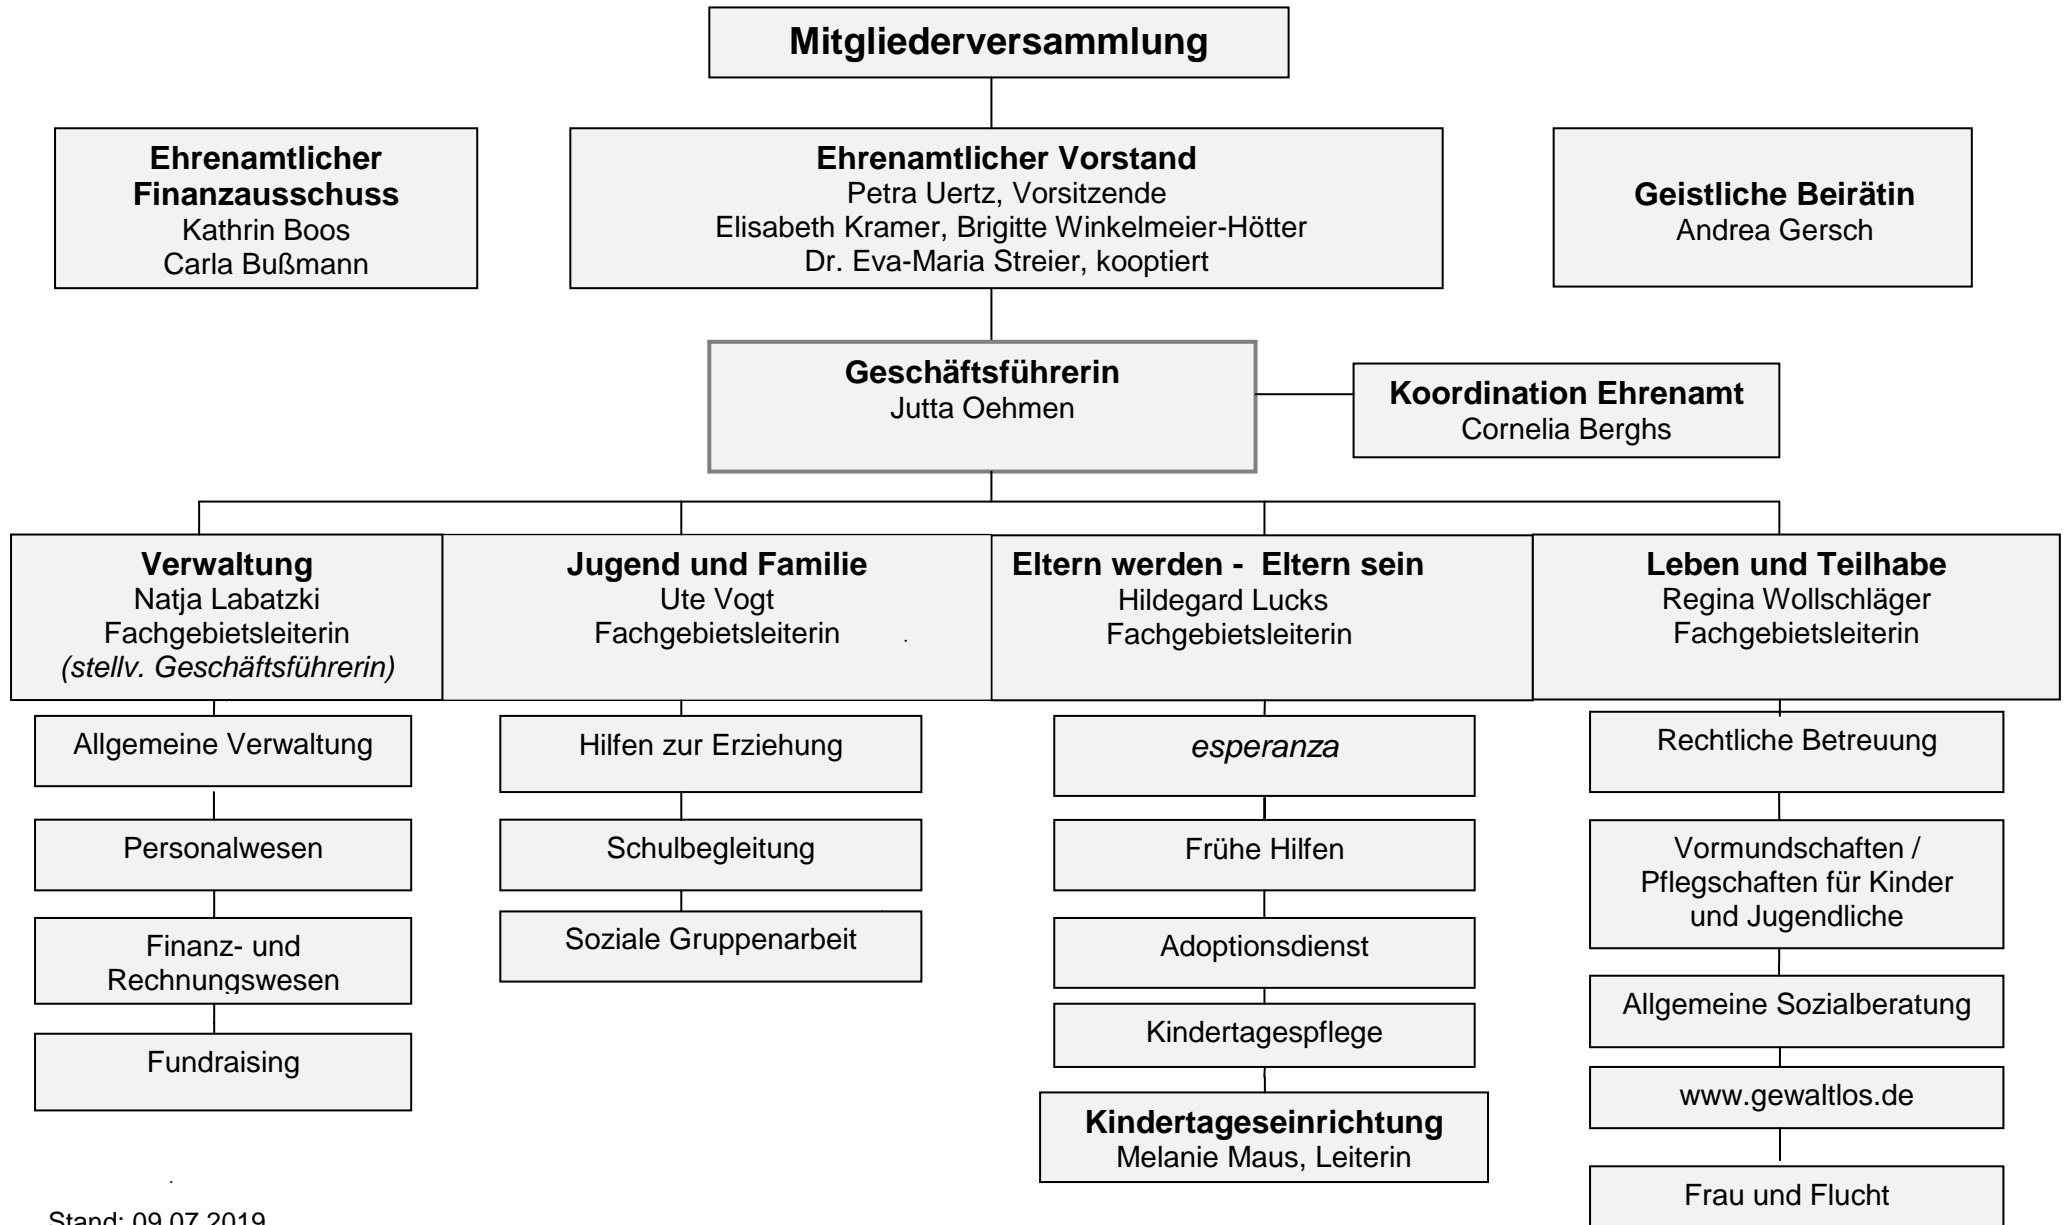 Mitgliederversammlung
Ehrenamtlicher
Finanzausschuss
Kathrin Boos
Carla Bußmann
Ehrenamtlicher Vorstand
Petra Uertz, Vorsitzende
Elisabeth Kramer, Brigitte Winkelmeier-Hötter
Dr. Eva-Maria Streier, kooptiert
Geistliche Beirätin
Andrea Gersch
Geschäftsführerin
Jutta Oehmen
Koordination Ehrenamt
Cornelia Berghs
Verwaltung
Natja Labatzki
Fachgebietsleiterin
(stellv. Geschäftsführerin)
Jugend und Familie
Ute Vogt
Fachgebietsleiterin
Eltern werden - Eltern sein
Hildegard Lucks
Fachgebietsleiterin
Leben und Teilhabe
Regina Wollschläger
Fachgebietsleiterin
Allgemeine Verwaltung
Personalwesen
Finanz- und
Rechnungswesen
Fundraising
Hilfen zur Erziehung
Schulbegleitung
Soziale Gruppenarbeit
esperanza
Frühe Hilfen
Adoptionsdienst
Kindertagespflege
Kindertageseinrichtung
Melanie Maus, Leiterin
Rechtliche Betreuung
Vormundschaften /
Pflegschaften für Kinder
und Jugendliche
Allgemeine Sozialberatung
www.gewaltlos.de
Frau und Flucht
Stand: 09.07.2019